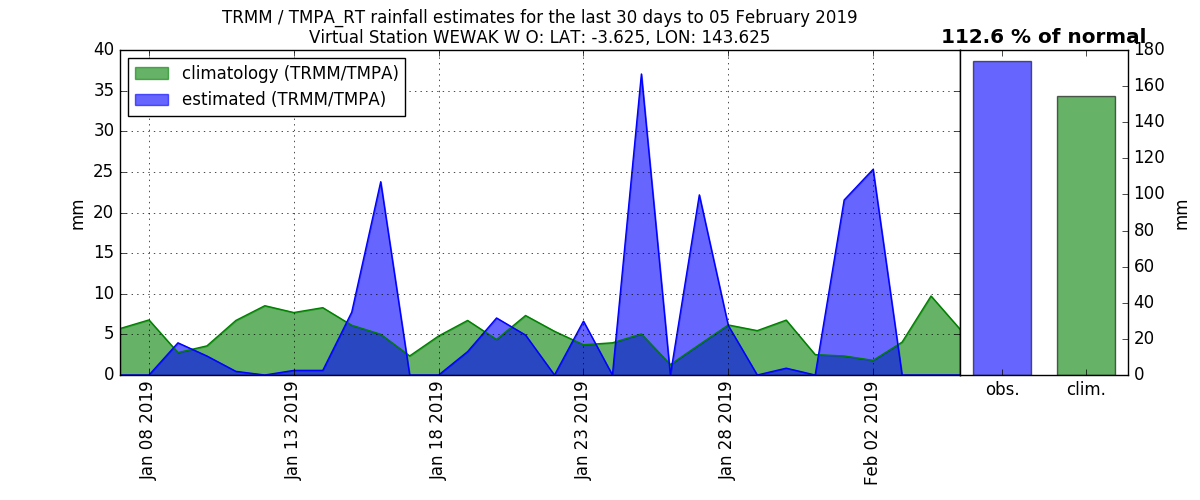 TRMM / TMPA_RT rainfall estimates for the last 30 days to 05 February 2019
Virtual Station WEWAK W O: LAT: -3.625, LON: 143.625
112.6 % of normal
climatology (TRMM/TMPA)
estimated (TRMM/TMPA)
40
35
30
25
20
15
10
5
0
mm
Jan 08 2019
Jan 13 2019
Jan 18 2019
Jan 23 2019
Jan 28 2019
Feb 02 2019
obs.
clim.
180
160
140
120
100
80
60
40
20
0
mm